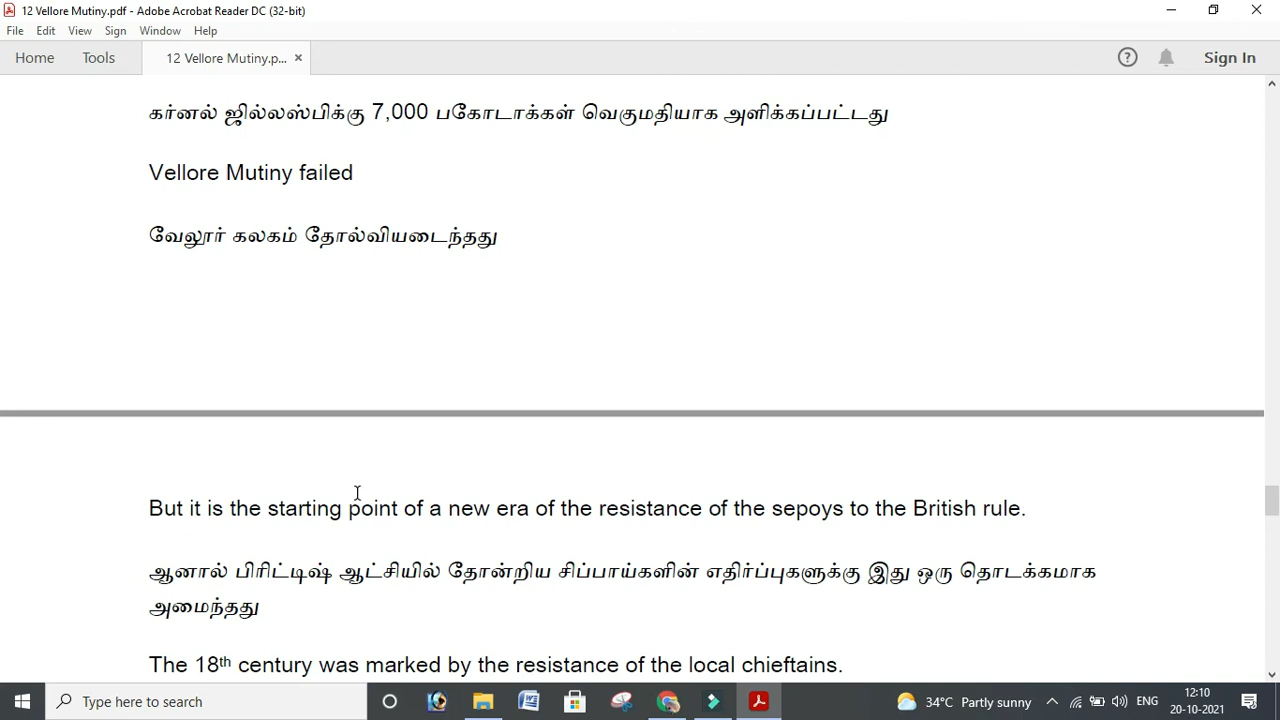 12 Vellore Mutiny.pdf - Adobe Acrobat Reader DC (32-bit)
File Edit View Sign Window Help
Home Tools 12 Vellore Mutiny.p... × Sign In
கர்னல் ஜில்லஸ்பிக்கு 7,000 பகோடாக்கள் வெகுமதியாக அளிக்கப்பட்டது
Vellore Mutiny failed
வேலூர் கலகம் தோல்வியடைந்தது
But it is the starting point of a new era of the resistance of the sepoys to the British rule.
ஆனால் பிரிட்டிஷ் ஆட்சியில் தோன்றிய சிப்பாய்களின் எதிர்ப்புகளுக்கு இது ஒரு தொடக்கமாக
அமைந்தது
The 18th century was marked by the resistance of the local chieftains.
Type here to search 34°C Partly sunny ENG 12:10
20-10-2021